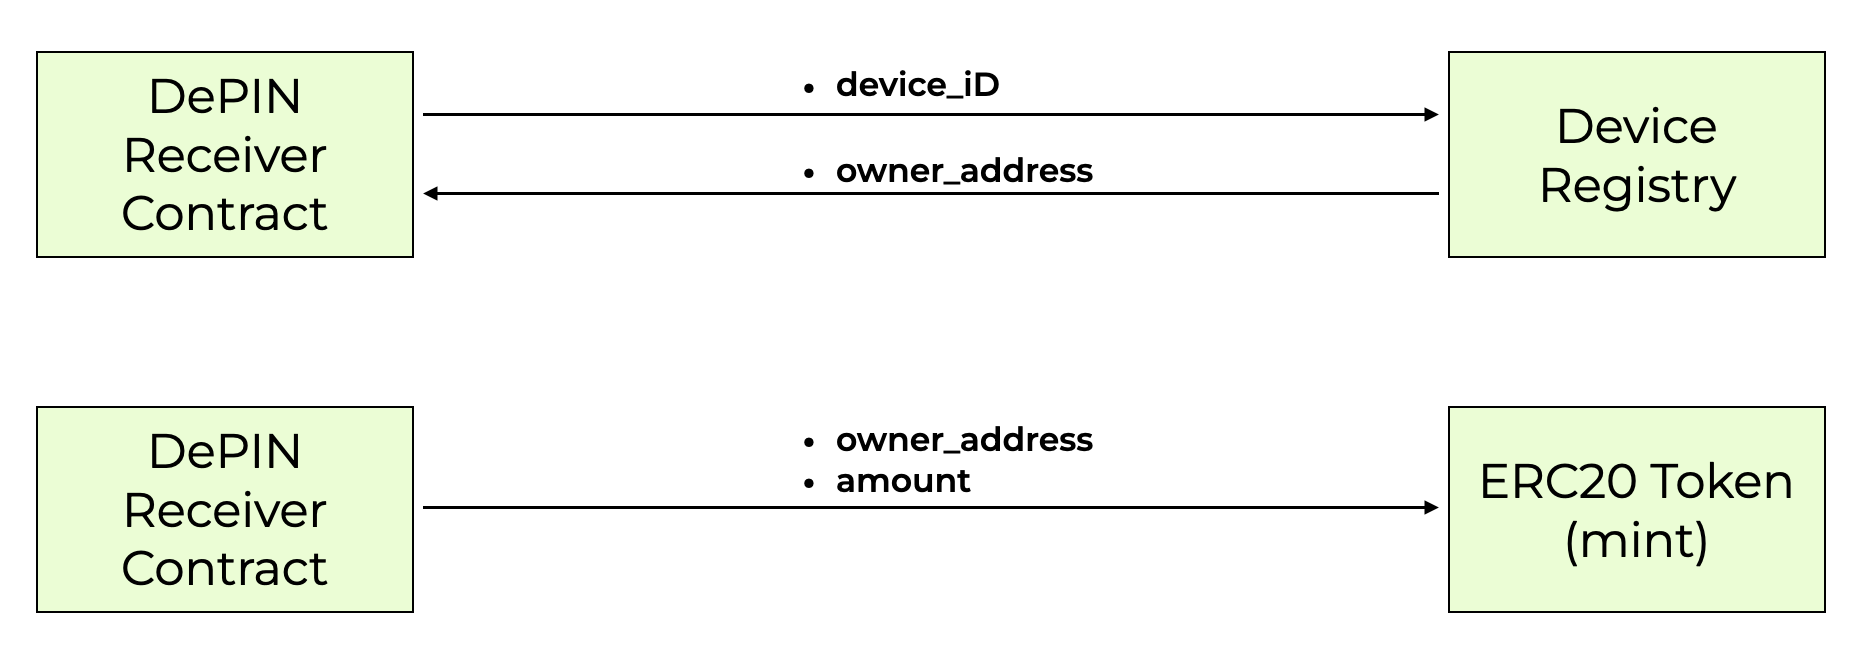 DePIN
Receiver
Contract
• device_iD
• owner_address
Device
Registry
DePIN
Receiver
Contract
• owner_address
• amount
ERC20 Token
(mint)